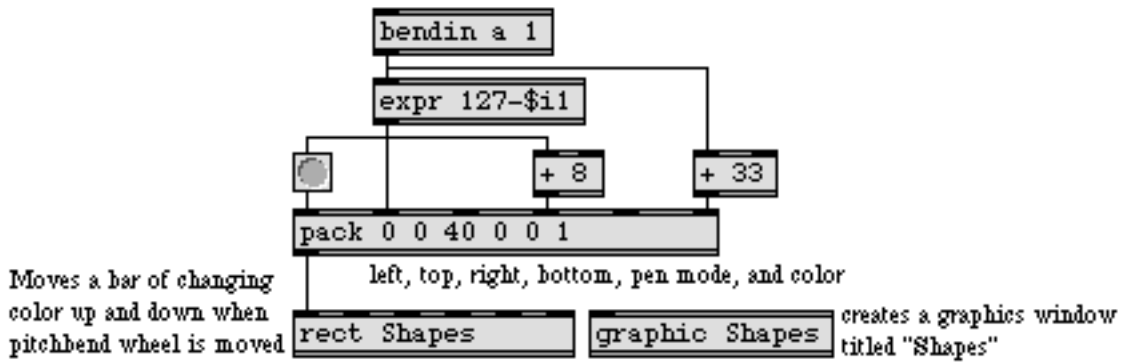 bendin a 1
expr 127-$i1
+ 8
+ 33
pack 0 0 40 0 0 1
left, top, right, bottom, pen mode, and color
Moves a bar of changing
color up and down when
pitchbend wheel is moved
rect Shapes
graphic Shapes
creates a graphics window
titled "Shapes"